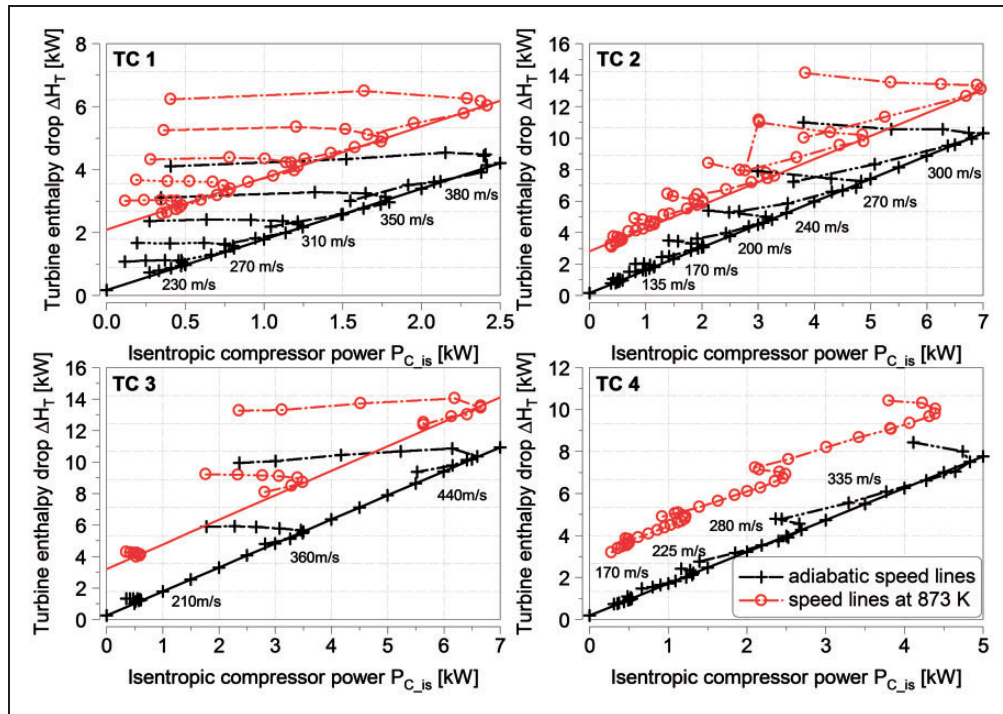 TC 1
Turbine enthalpy drop ΔH_T [kW]
8
6
4
2
0
380 m/s
350 m/s
310 m/s
270 m/s
230 m/s
0.0 0.5 1.0 1.5 2.0 2.5
Isentropic compressor power P_C_is [kW]
TC 2
Turbine enthalpy drop ΔH_T [kW]
16
14
12
10
8
6
4
2
0
300 m/s
270 m/s
240 m/s
200 m/s
170 m/s
135 m/s
0 1 2 3 4 5 6 7
Isentropic compressor power P_C_is [kW]
TC 3
Turbine enthalpy drop ΔH_T [kW]
16
14
12
10
8
6
4
2
0
440m/s
360m/s
210m/s
0 1 2 3 4 5 6 7
Isentropic compressor power P_C_is [kW]
TC 4
Turbine enthalpy drop ΔH_T [kW]
12
10
8
6
4
2
0
335 m/s
280 m/s
225 m/s
170 m/s
adiabatic speed lines
speed lines at 873 K
0 1 2 3 4 5
Isentropic compressor power P_C_is [kW]